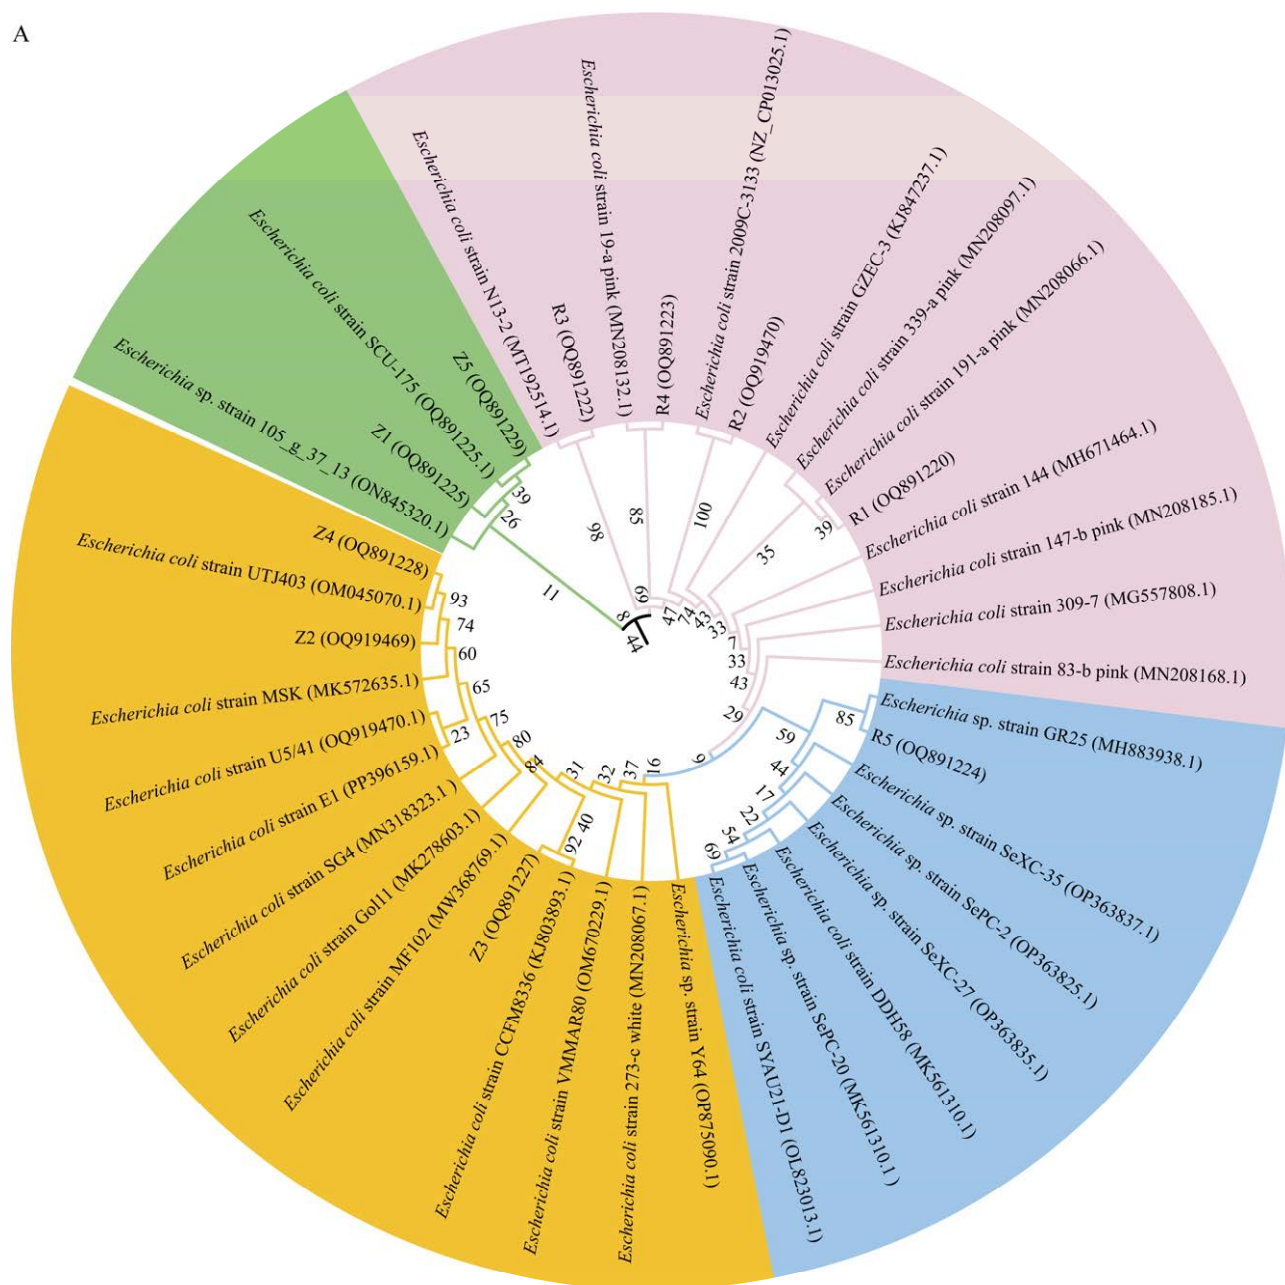 A
Escherichia coli strain N13-2 (MT192514.1)
R3 (OQ891222)
Escherichia coli strain 19-a pink (MN208132.1)
R4 (OQ891223)
Escherichia coli strain 2009C-3133 (NZ_CP013025.1)
R2 (OQ919470)
Escherichia coli strain GZEC-3 (KJ847237.1)
Escherichia coli strain 339-a pink (MN208097.1)
Escherichia coli strain 191-a pink (MN208066.1)
R1 (OQ891220)
Escherichia coli strain 144 (MH671464.1)
Escherichia coli strain 147-b pink (MN208185.1)
Escherichia coli strain 309-7 (MG557808.1)
Escherichia coli strain 83-b pink (MN208168.1)
Escherichia sp. strain GR25 (MH883938.1)
R5 (OQ891224)
Escherichia sp. strain SeXC-35 (OP363837.1)
Escherichia sp. strain SePC-2 (OP363825.1)
Escherichia sp. strain SeXC-27 (OP363835.1)
Escherichia coli strain DDH58 (MK561310.1)
Escherichia sp. strain SePC-20 (MK561310.1)
Escherichia coli strain SYAU21-D1 (OL823013.1)
Escherichia sp. strain Y64 (OP875090.1)
Escherichia coli strain 273-c white (MN208067.1)
Escherichia coli strain VMMAR80 (OM670229.1)
Escherichia coli strain CCFM8336 (KJ803893.1)
Z3 (OQ891227)
Escherichia coli strain MF102 (MW368769.1)
Escherichia coli strain Gol11 (MK278603.1)
Escherichia coli strain SG4 (MN318323.1)
Escherichia coli strain E1 (PP396159.1)
Escherichia coli strain U5/41 (OQ919470.1)
Escherichia coli strain MSK (MK572635.1)
Z2 (OQ919469)
Escherichia coli strain UTJ403 (OM045070.1)
Z4 (OQ891228)
Escherichia sp. strain 105_g_37_13 (ON845320.1)
Z1 (OQ891225)
Escherichia coli strain SCU-175 (OQ891225.1)
Z5 (OQ891229)
39
26
11
8
44
98
85
69
100
47
74
43
33
35
39
7
33
43
29
9
59
85
44
17
22
54
69
16
37
32
31
40
92
84
80
75
65
23
60
74
93